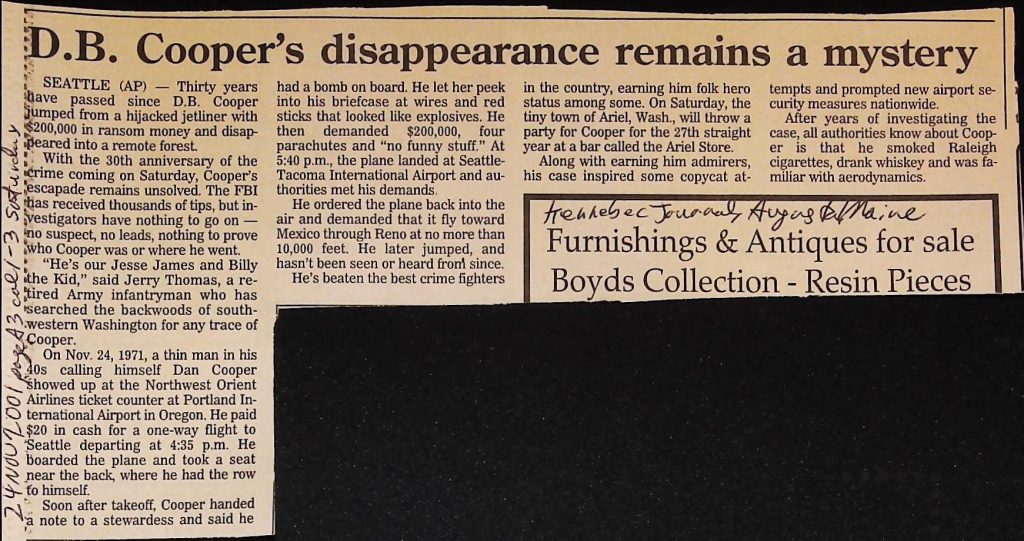 D.B. Cooper's disappearance remains a mystery
SEATTLE (AP) — Thirty years
have passed since D.B. Cooper
jumped from a hijacked jetliner with
$200,000 in ransom money and disap-
peared into a remote forest.
With the 30th anniversary of the
crime coming on Saturday, Cooper's
escapade remains unsolved. The FBI
has received thousands of tips, but in-
vestigators have nothing to go on —
no suspect, no leads, nothing to prove
who Cooper was or where he went.
"He's our Jesse James and Billy
the Kid," said Jerry Thomas, a re-
tired Army infantryman who has
searched the backwoods of south-
western Washington for any trace of
Cooper.
On Nov. 24, 1971, a thin man in his
40s calling himself Dan Cooper
showed up at the Northwest Orient
Airlines ticket counter at Portland In-
ternational Airport in Oregon. He paid
$20 in cash for a one-way flight to
Seattle departing at 4:35 p.m. He
boarded the plane and took a seat
near the back, where he had the row
to himself.
Soon after takeoff, Cooper handed
a note to a stewardess and said he
had a bomb on board. He let her peek
into his briefcase at wires and red
sticks that looked like explosives. He
then demanded $200,000, four
parachutes and "no funny stuff." At
5:40 p.m., the plane landed at Seattle-
Tacoma International Airport and au-
thorities met his demands.
He ordered the plane back into the
air and demanded that it fly toward
Mexico through Reno at no more than
10,000 feet. He later jumped, and
hasn't been seen or heard from since.
He's beaten the best crime fighters
in the country, earning him folk hero
status among some. On Saturday, the
tiny town of Ariel, Wash., will throw a
party for Cooper for the 27th straight
year at a bar called the Ariel Store.
Along with earning him admirers,
his case inspired some copycat at-
tempts and prompted new airport se-
curity measures nationwide.
After years of investigating the
case, all authorities know about Coop-
er is that he smoked Raleigh
cigarettes, drank whiskey and was fa-
miliar with aerodynamics.
Kennebec Journal, Augusta, Maine
Furnishings & Antiques for sale
Boyds Collection - Resin Pieces
24 NOV 2001 page A3 col 1-3 Saturday